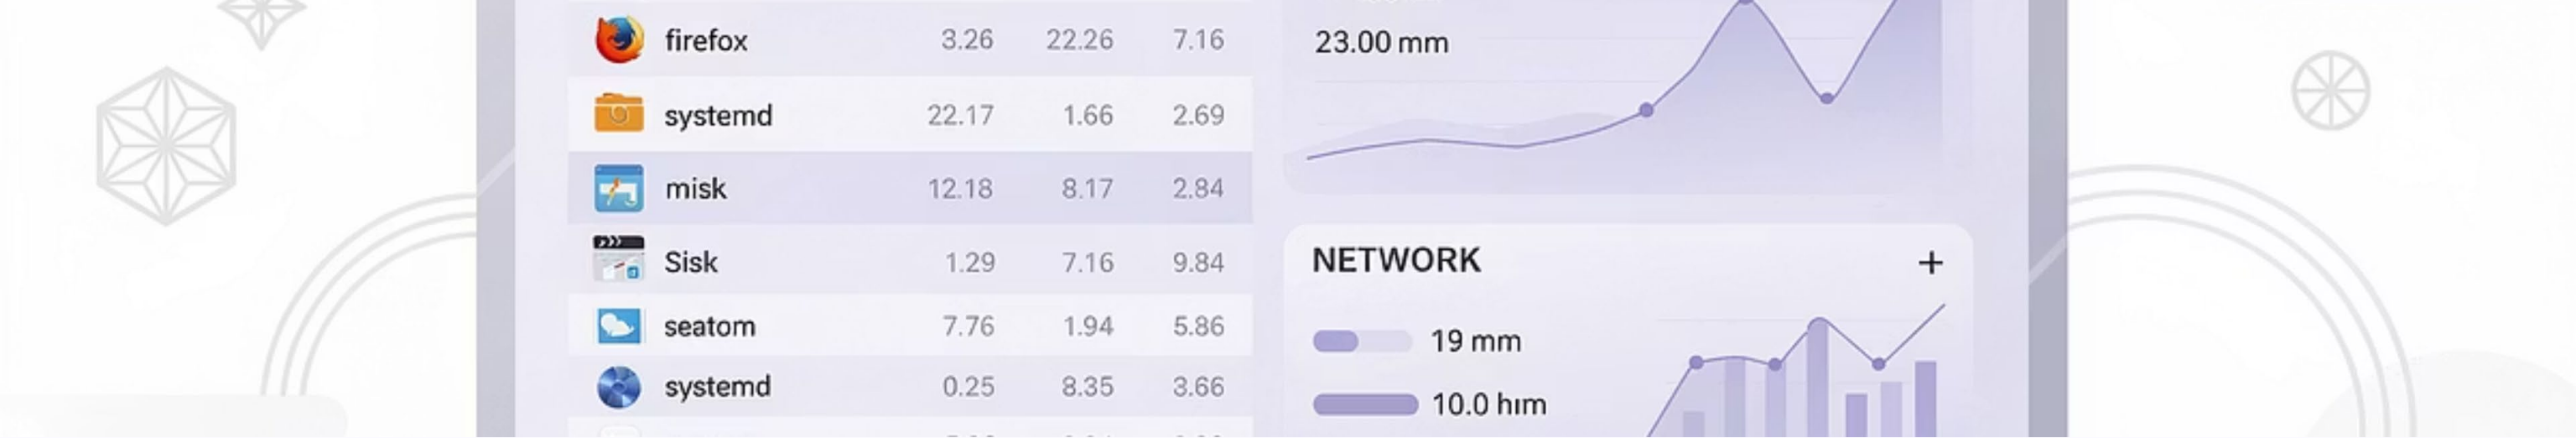 firefox 3.26 22.26 7.16
systemd 22.17 1.66 2.69
misk 12.18 8.17 2.84
Sisk 1.29 7.16 9.84
seatom 7.76 1.94 5.86
systemd 0.25 8.35 3.66
23.00 mm
NETWORK +
19 mm
10.0 hım